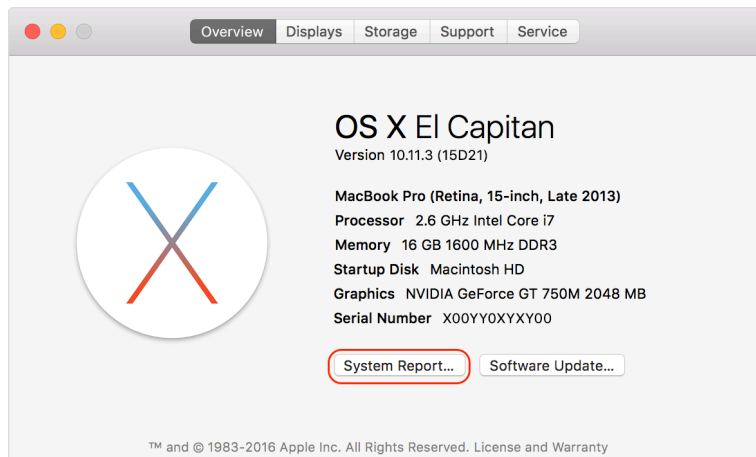 Overview Displays Storage Support Service
OS X El Capitan
Version 10.11.3 (15D21)
MacBook Pro (Retina, 15-inch, Late 2013)
Processor 2.6 GHz Intel Core i7
Memory 16 GB 1600 MHz DDR3
Startup Disk Macintosh HD
Graphics NVIDIA GeForce GT 750M 2048 MB
Serial Number X00YY0XYXY00
System Report... Software Update...
™ and © 1983-2016 Apple Inc. All Rights Reserved. License and Warranty